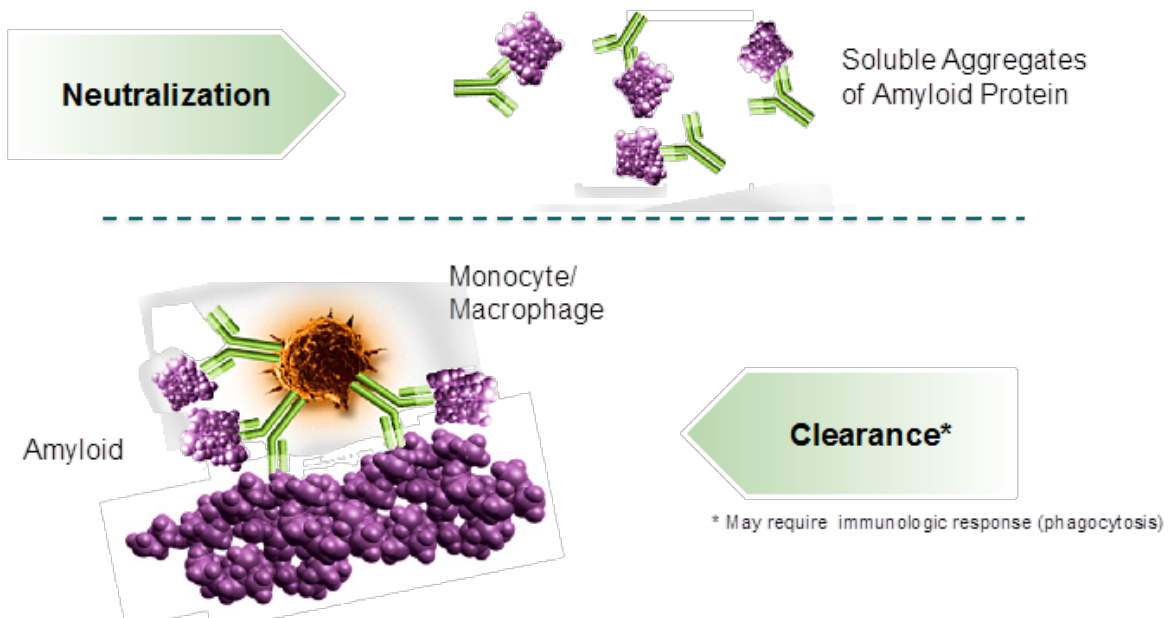 Neutralization
Soluble Aggregates
of Amyloid Protein
Monocyte/
Macrophage
Amyloid
Clearance*
* May require immunologic response (phagocytosis)